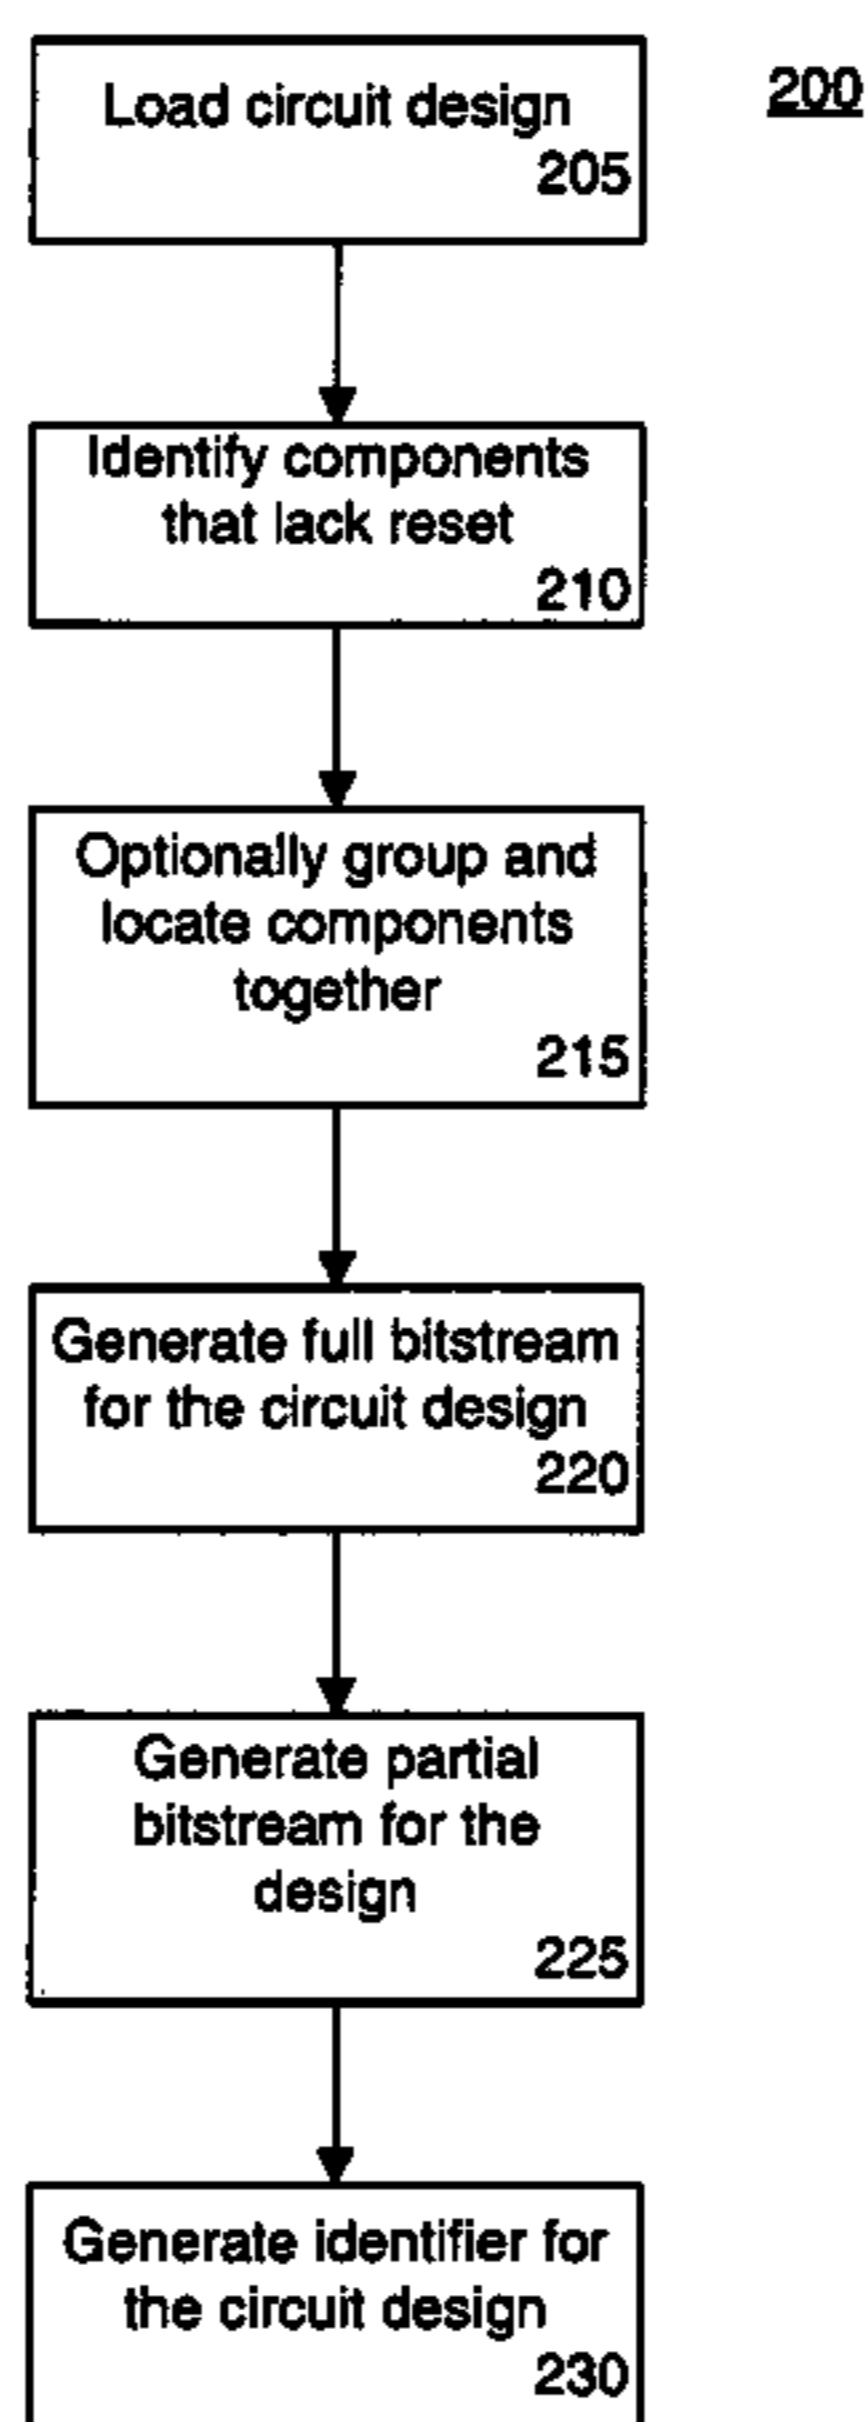 200
Load circuit design
205
Identify components
that lack reset
210
Optionally group and
locate components
together
215
Generate full bitstream
for the circuit design
220
Generate partial
bitstream for the
design
225
Generate identifier for
the circuit design
230